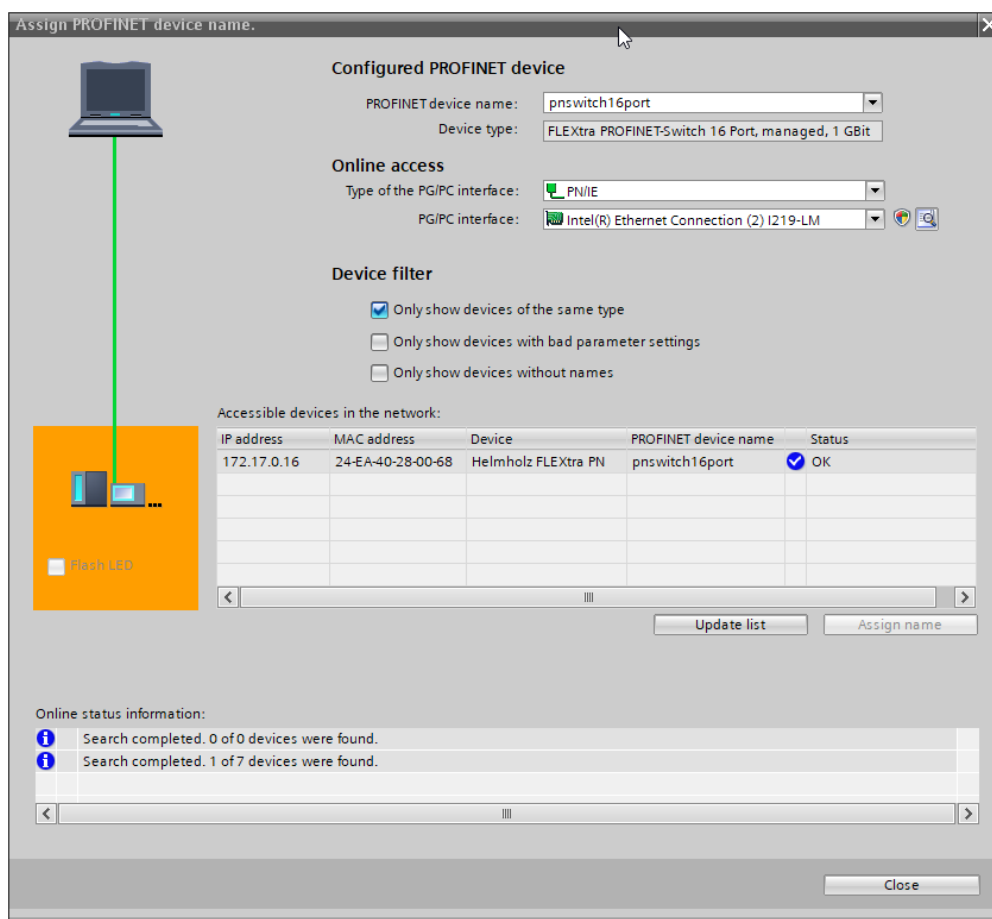 Assign PROFINET device name.
Configured PROFINET device
PROFINET device name: pnswitch16port
Device type: FLEXtra PROFINET-Switch 16 Port, managed, 1 GBit
Online access
Type of the PG/PC interface: PN/IE
PG/PC interface: Intel(R) Ethernet Connection (2) I219-LM
Device filter
Only show devices of the same type
Only show devices with bad parameter settings
Only show devices without names
Accessible devices in the network:
IP address MAC address Device PROFINET device name Status
172.17.0.16 24-EA-40-28-00-68 Helmholz FLEXtra PN pnswitch16port OK
Flash LED
Update list Assign name
Online status information:
Search completed. 0 of 0 devices were found.
Search completed. 1 of 7 devices were found.
Close